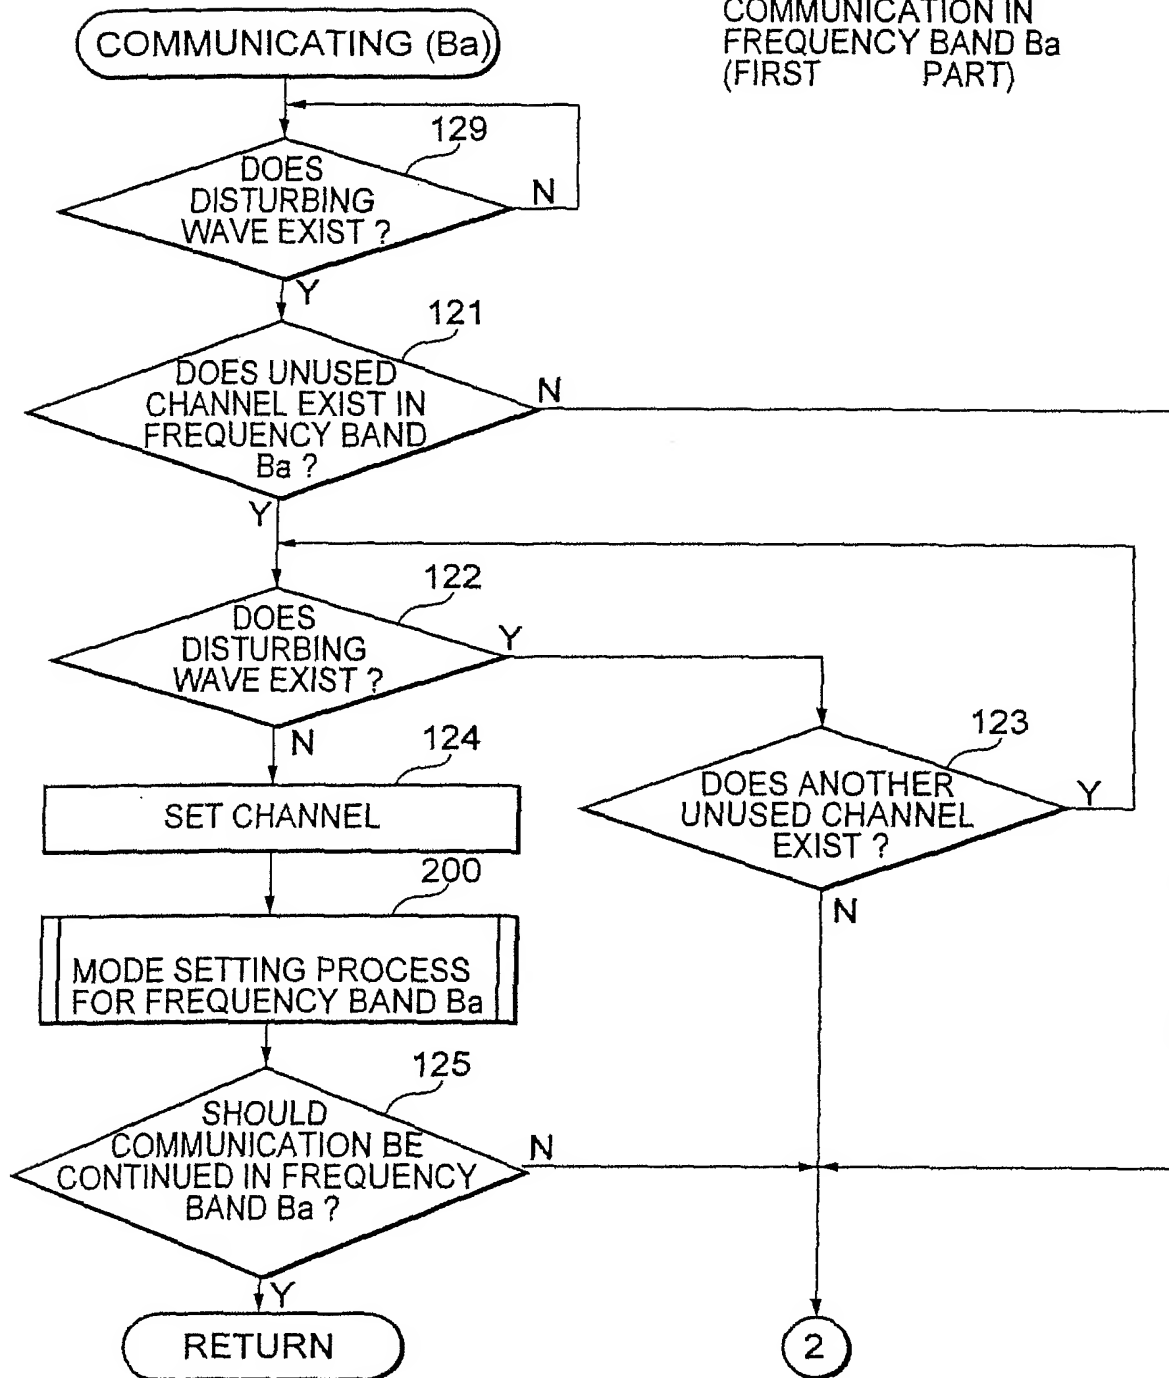 COMMUNICATION IN
FREQUENCY BAND Ba
(FIRST PART)
COMMUNICATING (Ba)
129
DOES
DISTURBING
WAVE EXIST ?
N
Y
121
DOES UNUSED
CHANNEL EXIST IN
FREQUENCY BAND
Ba ?
N
Y
122
DOES
DISTURBING
WAVE EXIST ?
Y
N
123
DOES ANOTHER
UNUSED CHANNEL
EXIST ?
Y
N
124
SET CHANNEL
200
MODE SETTING PROCESS
FOR FREQUENCY BAND Ba
125
SHOULD
COMMUNICATION BE
CONTINUED IN FREQUENCY
BAND Ba ?
N
Y
RETURN
2